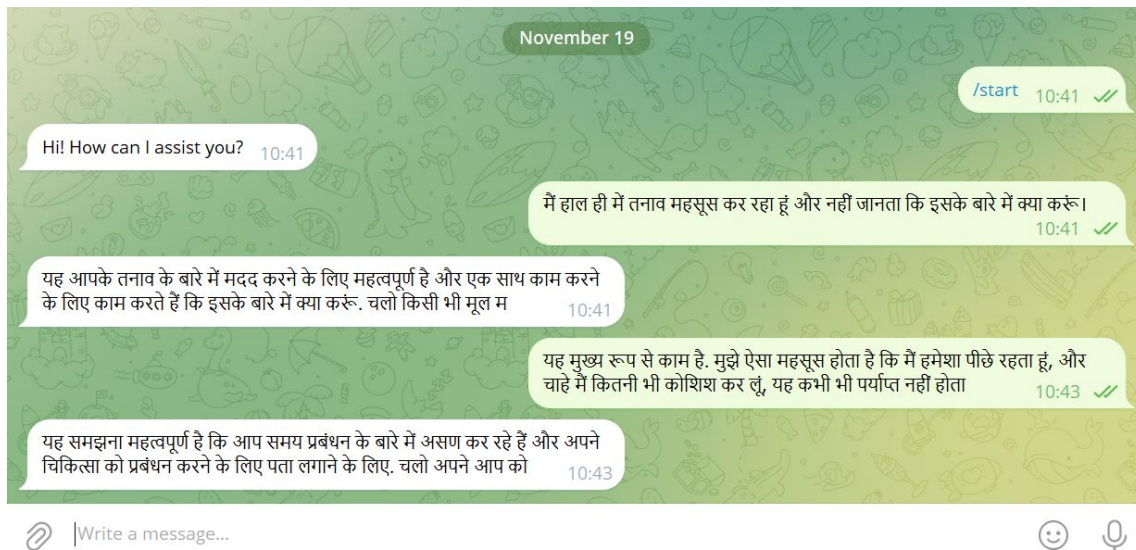 November 19
/start 10:41
Hi! How can I assist you? 10:41
मैं हाल ही में तनाव महसूस कर रहा हूं और नहीं जानता कि इसके बारे में क्या करूं।
10:41
यह आपके तनाव के बारे में मदद करने के लिए महत्वपूर्ण है और एक साथ काम करने
के लिए काम करते हैं कि इसके बारे में क्या करूं. चलो किसी भी मूल म 10:41
यह मुख्य रूप से काम है. मुझे ऐसा महसूस होता है कि मैं हमेशा पीछे रहता हूं, और
चाहे मैं कितनी भी कोशिश कर लूं, यह कभी भी पर्याप्त नहीं होता 10:43
यह समझना महत्वपूर्ण है कि आप समय प्रबंधन के बारे में असण कर रहे हैं और अपने
चिकित्सा को प्रबंधन करने के लिए पता लगाने के लिए. चलो अपने आप को 10:43
Write a message...